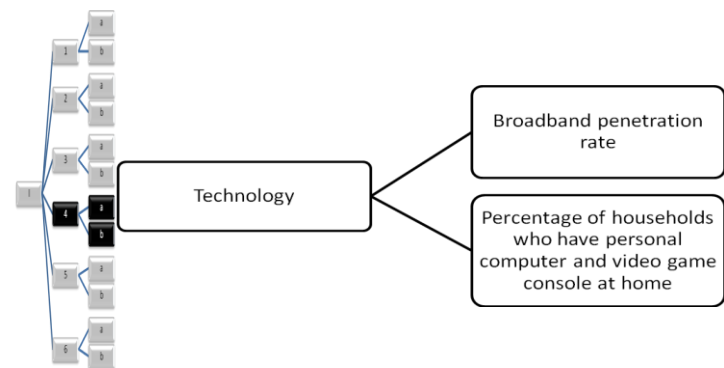 a
1
b
a
2
b
a
3
b
1
4
a
b
a
5
b
a
6
b
Technology
Broadband penetration
rate
Percentage of households
who have personal
computer and video game
console at home